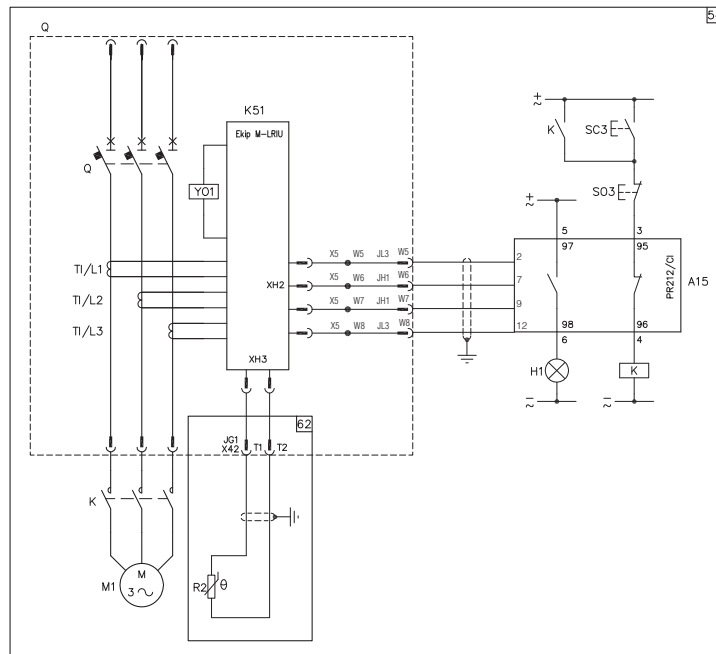 Q
K51
Ekip M-LRIU
Q
YO1
TI/L1
TI/L2
TI/L3
XH2
XH3
X5 W5 JL3 W5
X5 W6 JH1 W6
X5 W7 JH1 W7
X5 W8 JL3 W8
+
~
K
SC3
SO3
+
~
5
3
97
95
2
7
9
12
PR212/CI
A15
98
96
6
4
H1
K
–
~
–
~
62
JG1
X42
T1
T2
K
M1
M
3~
R2
θ